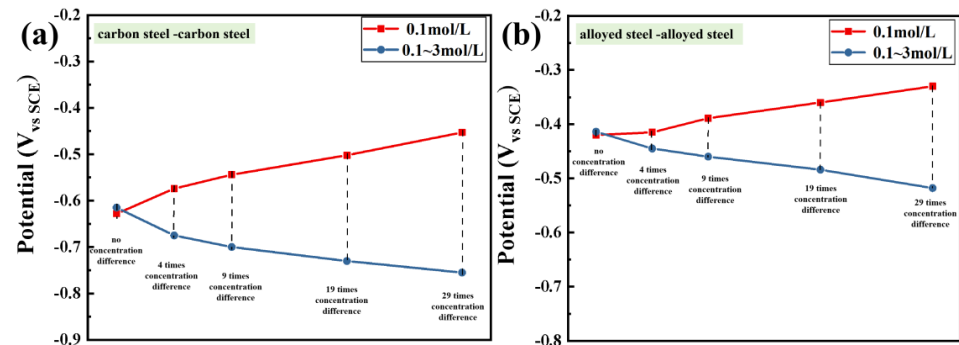 (a)
carbon steel -carbon steel
0.1mol/L
0.1~3mol/L
Potential (V vs SCE)
-0.2
-0.3
-0.4
-0.5
-0.6
-0.7
-0.8
-0.9
no
concentration
difference
4 times
concentration
difference
9 times
concentration
difference
19 times
concentration
difference
29 times
concentration
difference
(b)
alloyed steel -alloyed steel
0.1mol/L
0.1~3mol/L
Potential (V vs SCE)
-0.2
-0.3
-0.4
-0.5
-0.6
-0.7
-0.8
no
concentration
difference
4 times
concentration
difference
9 times
concentration
difference
19 times
concentration
difference
29 times
concentration
difference